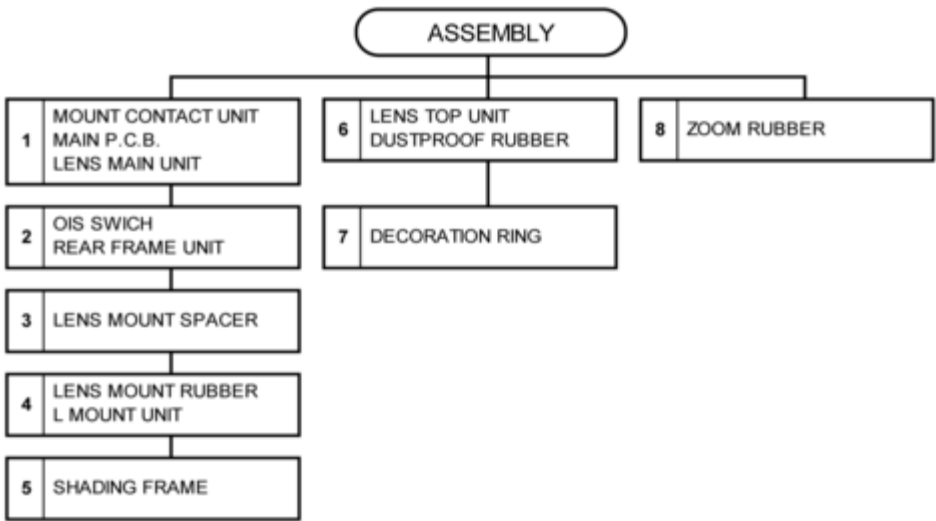 ASSEMBLY
1
MOUNT CONTACT UNIT
MAIN P.C.B.
LENS MAIN UNIT
2
OIS SWICH
REAR FRAME UNIT
3
LENS MOUNT SPACER
4
LENS MOUNT RUBBER
L MOUNT UNIT
5
SHADING FRAME
6
LENS TOP UNIT
DUSTPROOF RUBBER
7
DECORATION RING
8
ZOOM RUBBER